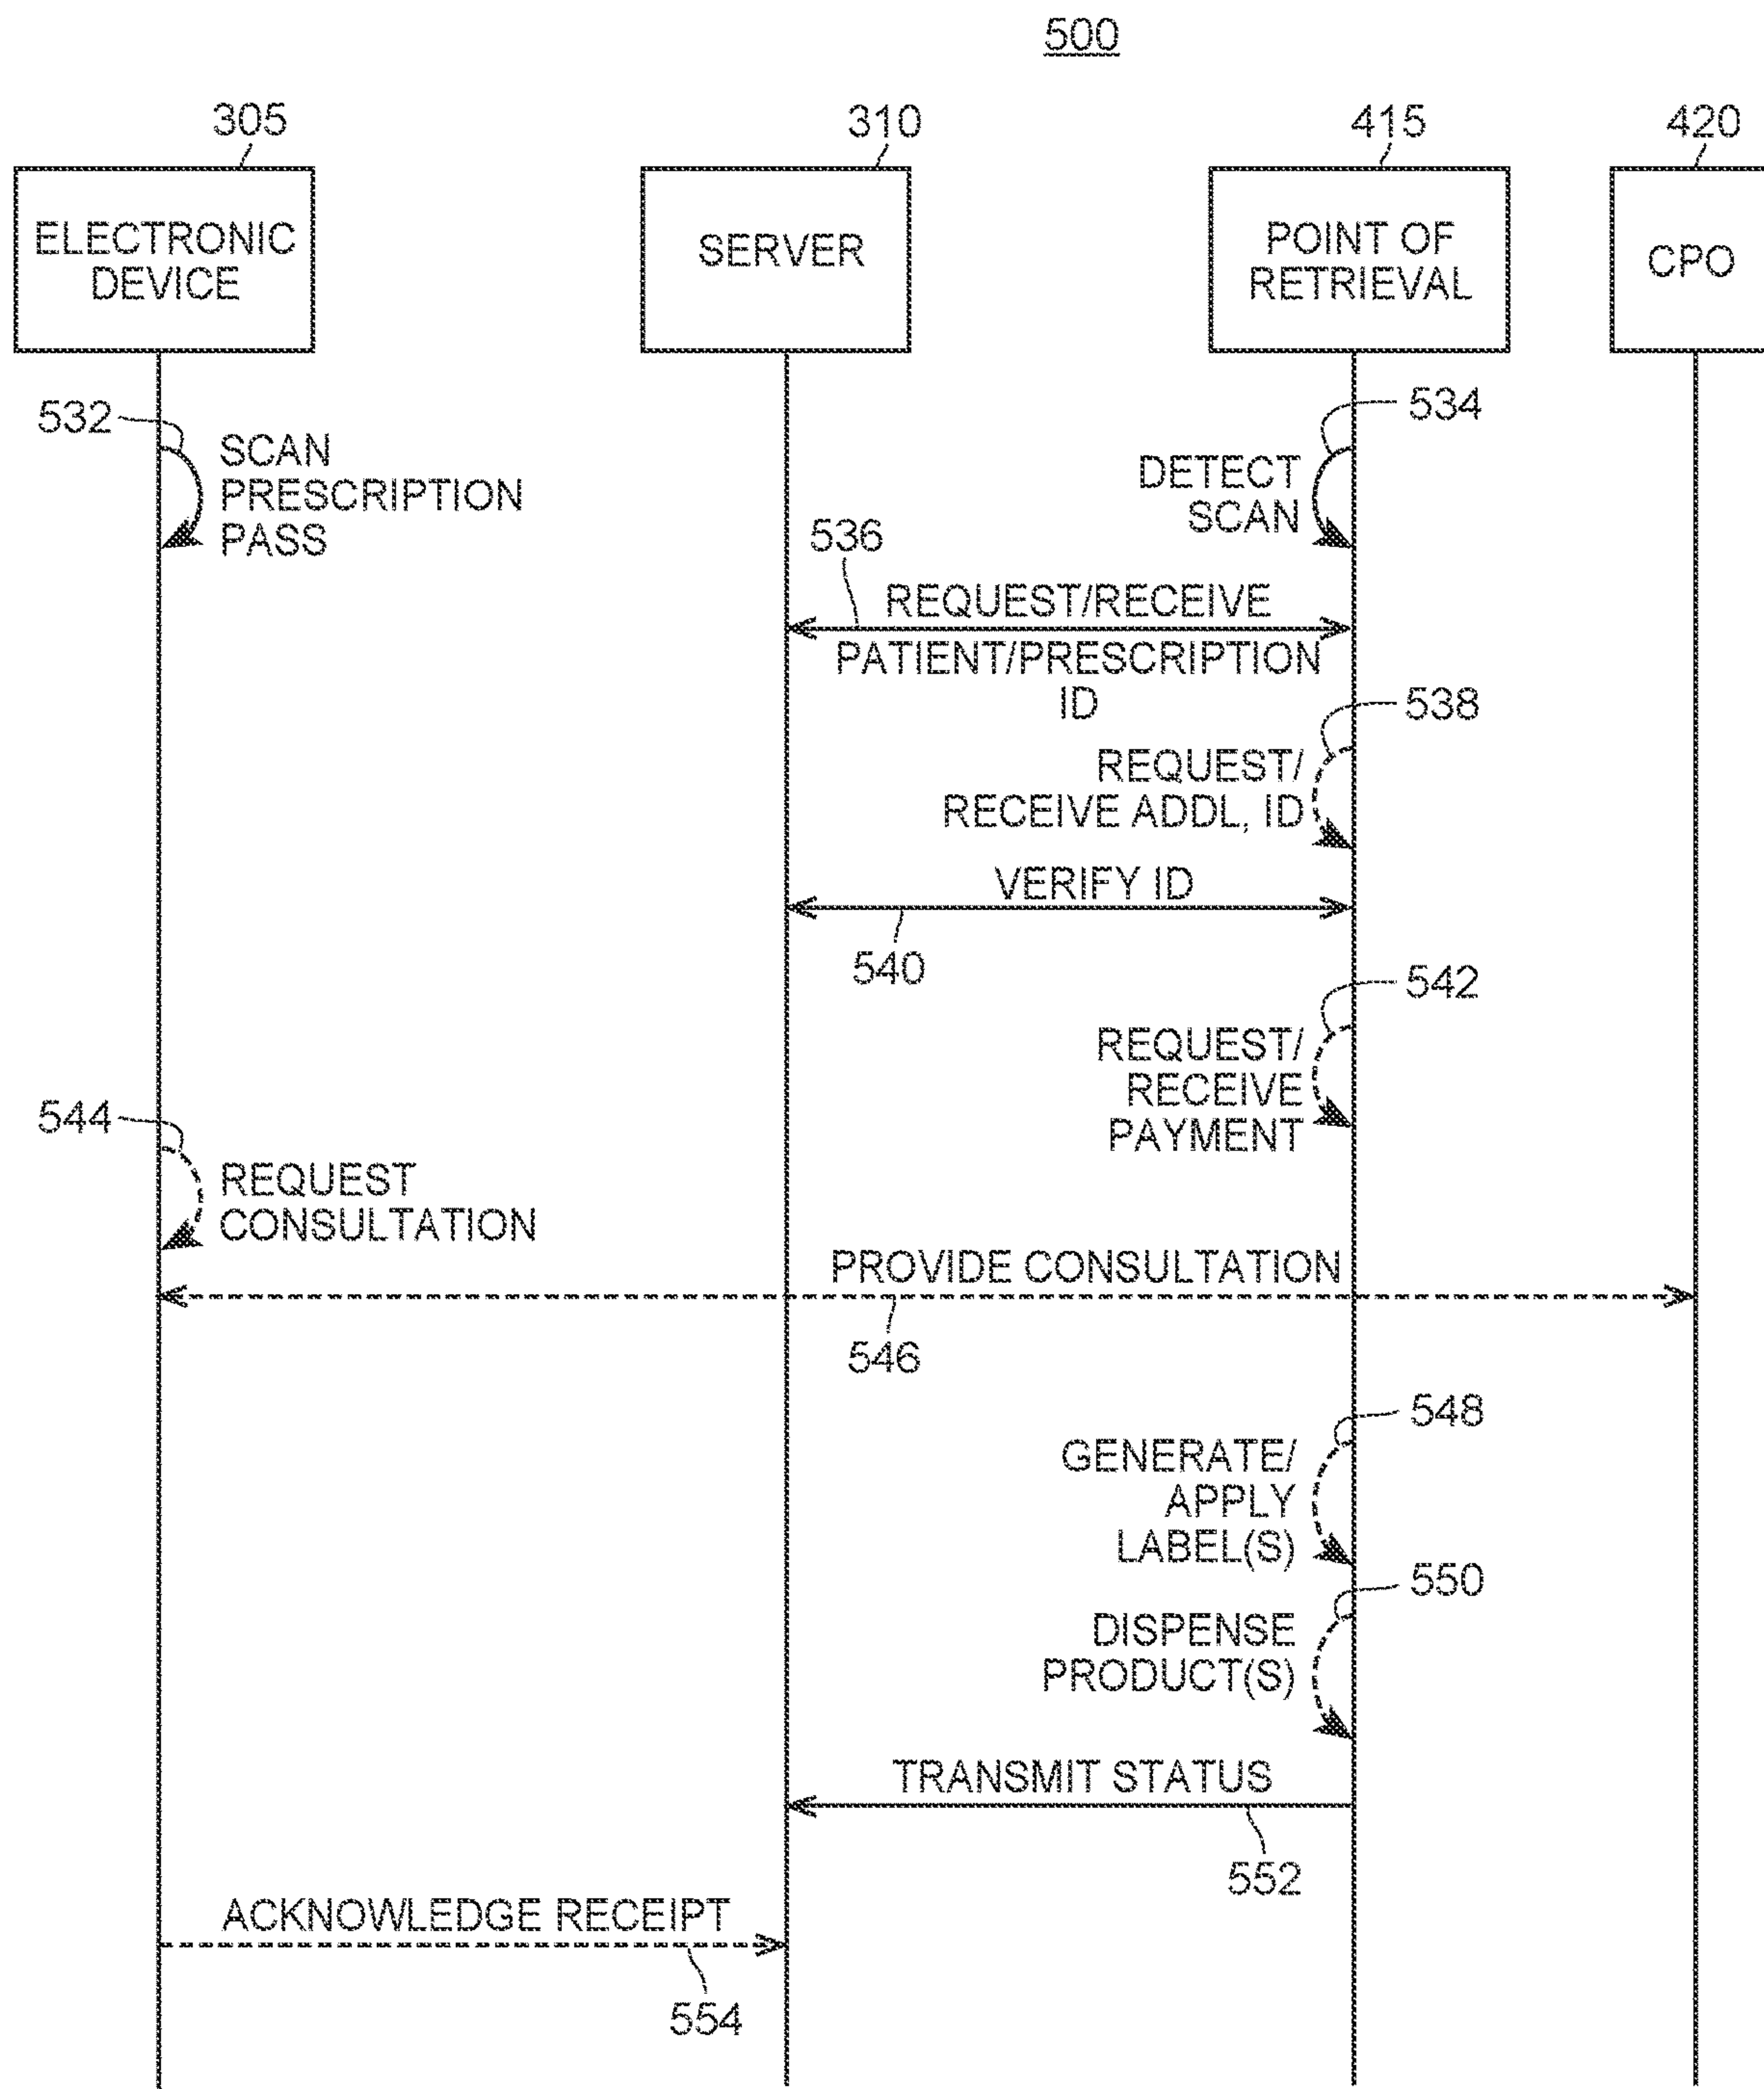 500
305
310
415
420
ELECTRONIC
DEVICE
SERVER
POINT OF
RETRIEVAL
CPO
532
SCAN
PRESCRIPTION
PASS
534
DETECT
SCAN
536
REQUEST/RECEIVE
PATIENT/PRESCRIPTION
ID
538
REQUEST/
RECEIVE ADDL, ID
VERIFY ID
540
542
REQUEST/
RECEIVE
PAYMENT
544
REQUEST
CONSULTATION
PROVIDE CONSULTATION
546
548
GENERATE/
APPLY
LABEL(S)
550
DISPENSE
PRODUCT(S)
TRANSMIT STATUS
552
ACKNOWLEDGE RECEIPT
554